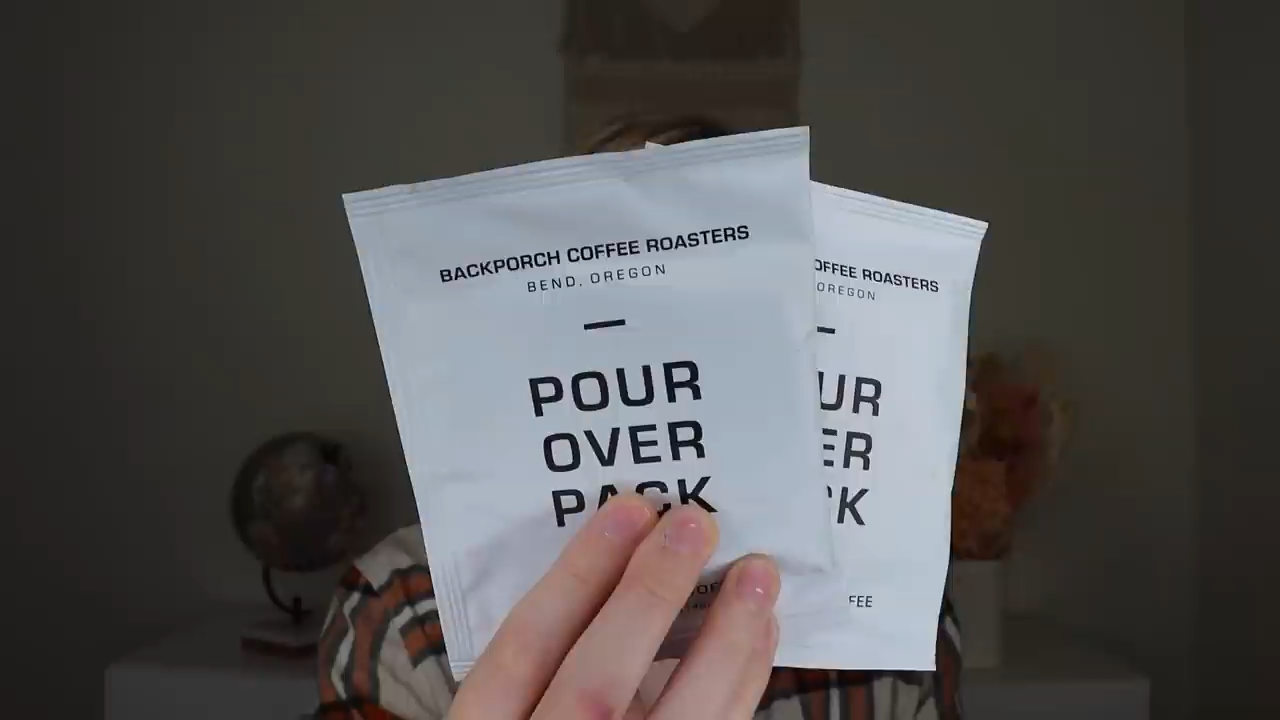 BACKPORCH COFFEE ROASTERS
BEND, OREGON
POUR
OVER
PACK
OFFEE ROASTERS
OREGON
UR
ER
CK
FEE